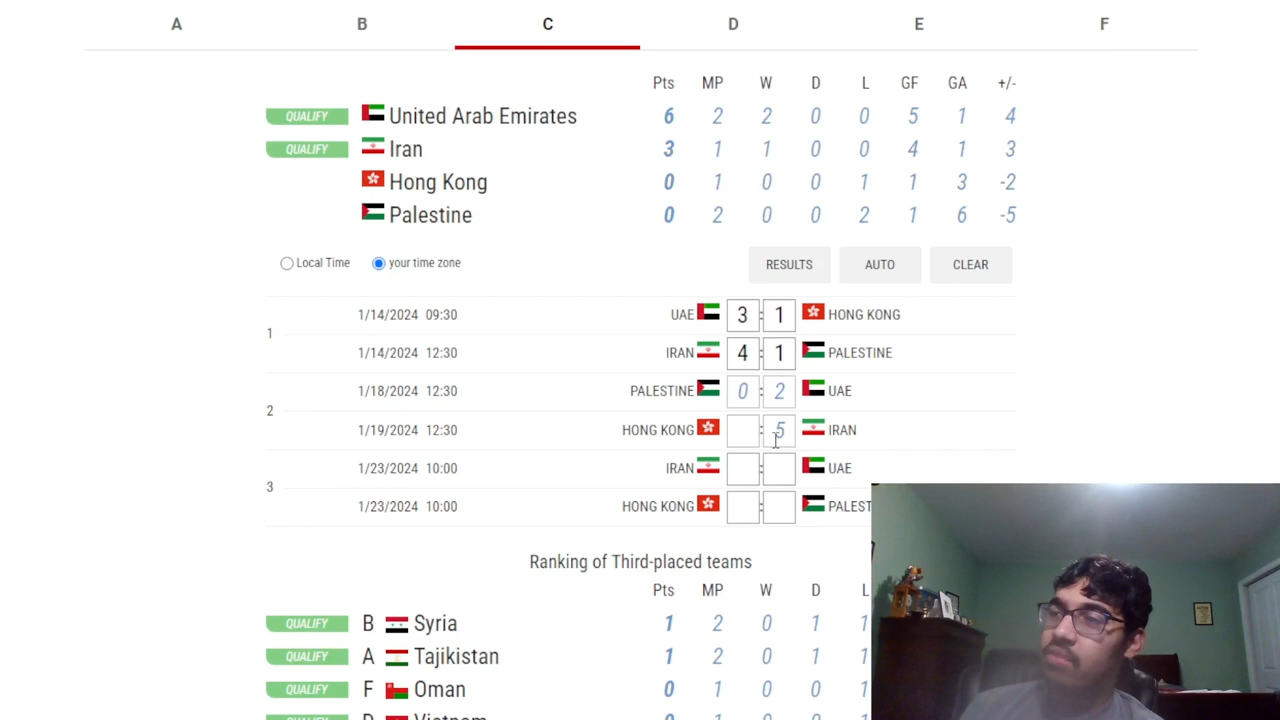 A B C D E F
Pts MP W D L GF GA +/-
QUALIFY United Arab Emirates 6 2 2 0 0 5 1 4
QUALIFY Iran 3 1 1 0 0 4 1 3
Hong Kong 0 1 0 0 1 1 3 -2
Palestine 0 2 0 0 2 1 6 -5
Local Time your time zone RESULTS AUTO CLEAR
1
1/14/2024 09:30 UAE 3 : 1 HONG KONG
1/14/2024 12:30 IRAN 4 : 1 PALESTINE
2
1/18/2024 12:30 PALESTINE 0 : 2 UAE
1/19/2024 12:30 HONG KONG : 5 IRAN
3
1/23/2024 10:00 IRAN : UAE
1/23/2024 10:00 HONG KONG : PALEST
Ranking of Third-placed teams
Pts MP W D L
QUALIFY B Syria 1 2 0 1 1
QUALIFY A Tajikistan 1 2 0 1 1
QUALIFY F Oman 0 1 0 0 1